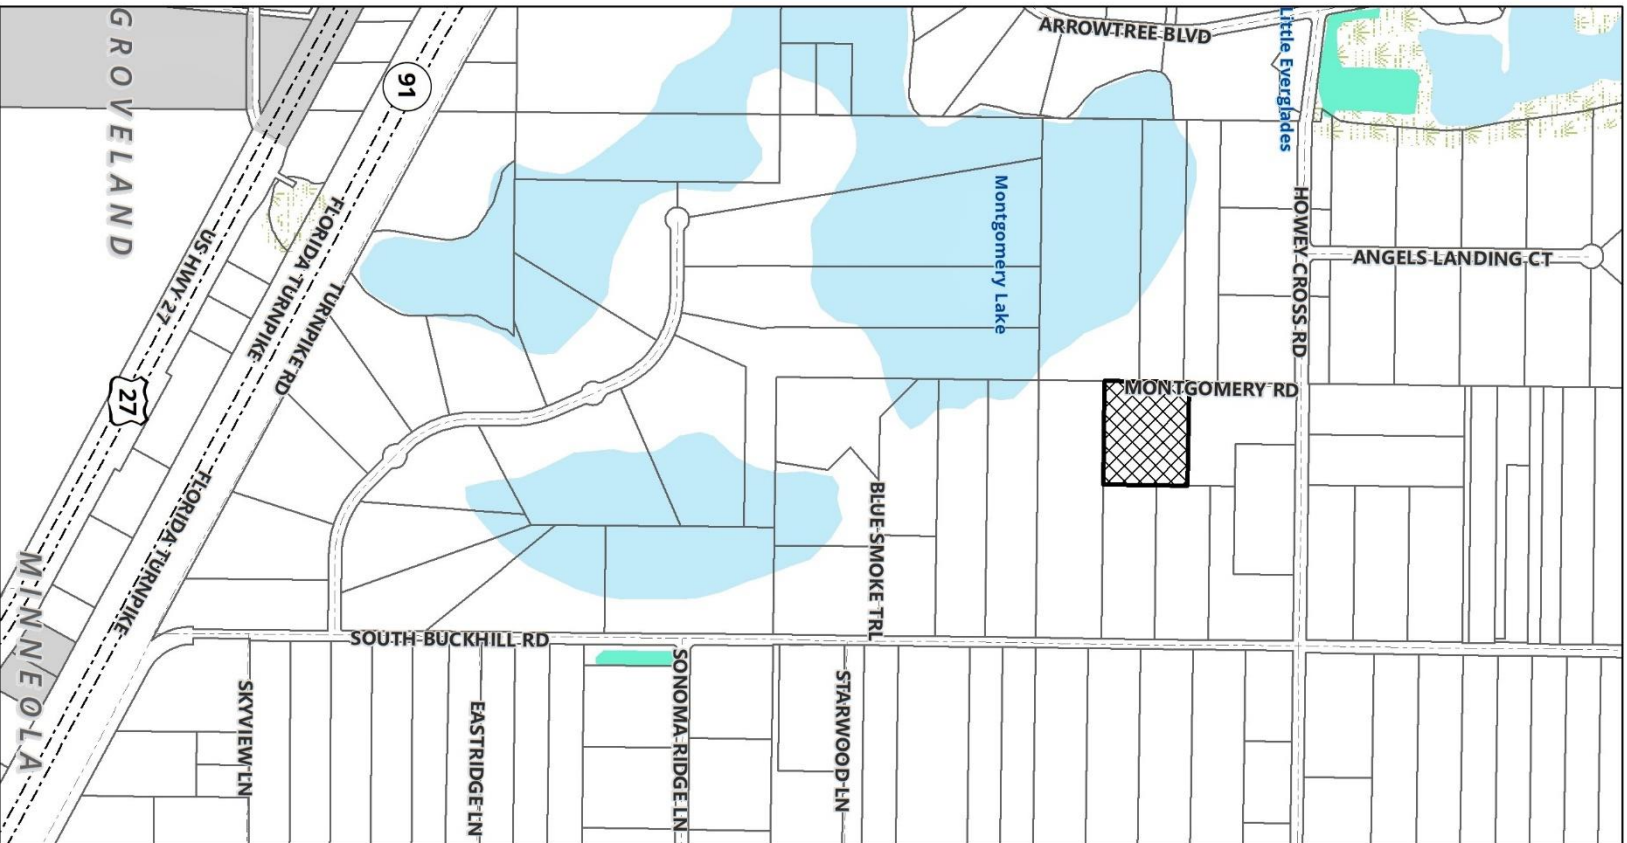 GROVELAND
ARROWTREE BLVD
Little Everglades
91
Montgomery Lake
HOWEY CROSS RD
ANGELS LANDING CT
US HWY 27
FLORIDA TURNPIKE
TURNPIKE RD
27
MONTGOMERY RD
FLORIDA TURNPIKE
BLUE SMOKE TRL
MINNEOLA
SOUTH BUCKHILL RD
SKYVIEW LN
EASTRIDGE LN
SONOMA RIDGE LN
STARWOOD LN